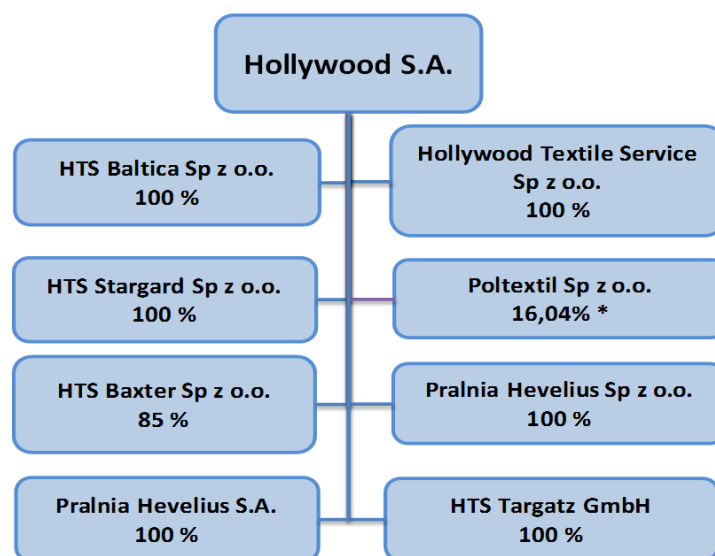 Hollywood S.A.
HTS Baltica Sp z o.o.
100 %
Hollywood Textile Service
Sp z o.o.
100 %
HTS Stargard Sp z o.o.
100 %
Poltextil Sp z o.o.
16,04% *
HTS Baxter Sp z o.o.
85 %
Pralnia Hevelius Sp z o.o.
100 %
Pralnia Hevelius S.A.
100 %
HTS Targatz GmbH
100 %